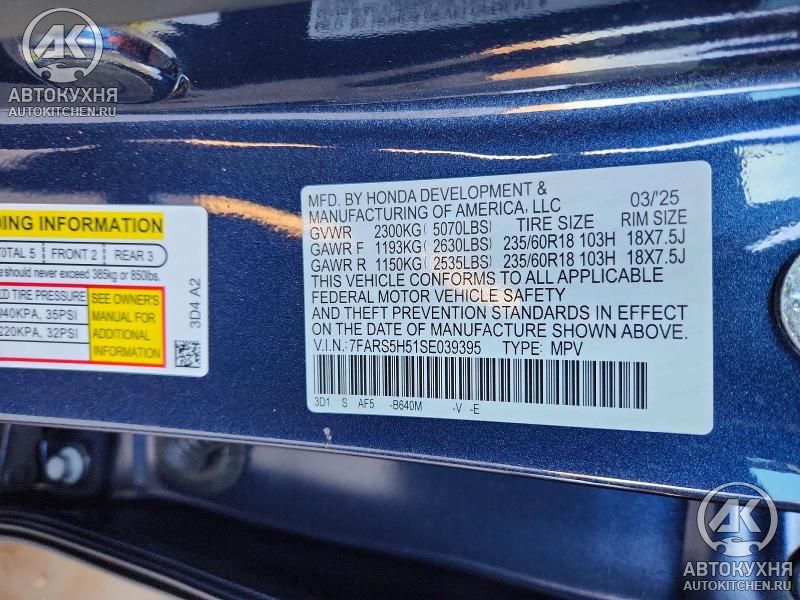 АК
АВТОКУХНЯ
AUTOKITCHEN.RU
MFD. BY HONDA DEVELOPMENT &
MANUFACTURING OF AMERICA, LLC 03/'25
GVWR 2300KG( 5070LBS) TIRE SIZE RIM SIZE
GAWR F 1193KG( 2630LBS) 235/60R18 103H 18X7.5J
GAWR R 1150KG( 2535LBS) 235/60R18 103H 18X7.5J
THIS VEHICLE CONFORMS TO ALL APPLICABLE
FEDERAL MOTOR VEHICLE SAFETY
AND THEFT PREVENTION STANDARDS IN EFFECT
ON THE DATE OF MANUFACTURE SHOWN ABOVE.
V.I.N.: 7FARS5H51SE039395 TYPE: MPV
3D1 S AF5 -B640M -V -E
INFORMATION
5 FRONT 2 REAR 3
should never exceed 385kg or 850lbs.
TIRE PRESSURE
35PSI
220KPA, 32PSI
SEE OWNER'S
MANUAL FOR
ADDITIONAL
INFORMATION
3D4 A2
АК
АВТОКУХНЯ
AUTOKITCHEN.RU